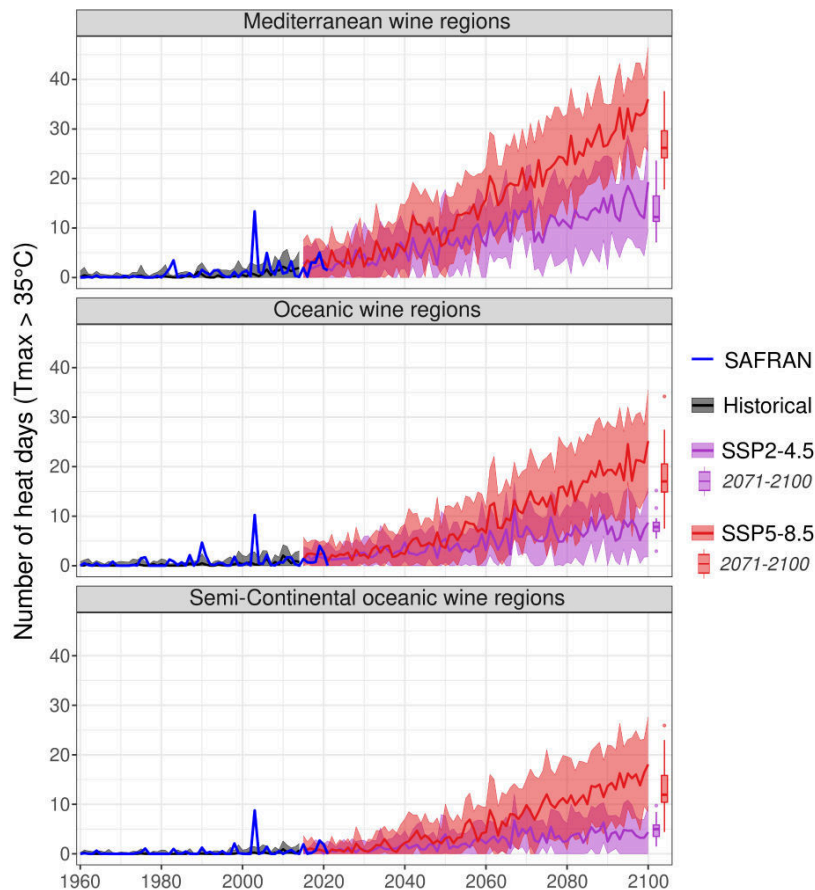 Mediterranean wine regions
40
30
20
10
0
Oceanic wine regions
40
30
20
10
0
Semi-Continental oceanic wine regions
40
30
20
10
0
1960 1980 2000 2020 2040 2060 2080 2100
Number of heat days (Tmax > 35°C)
SAFRAN
Historical
SSP2-4.5
2071-2100
SSP5-8.5
2071-2100